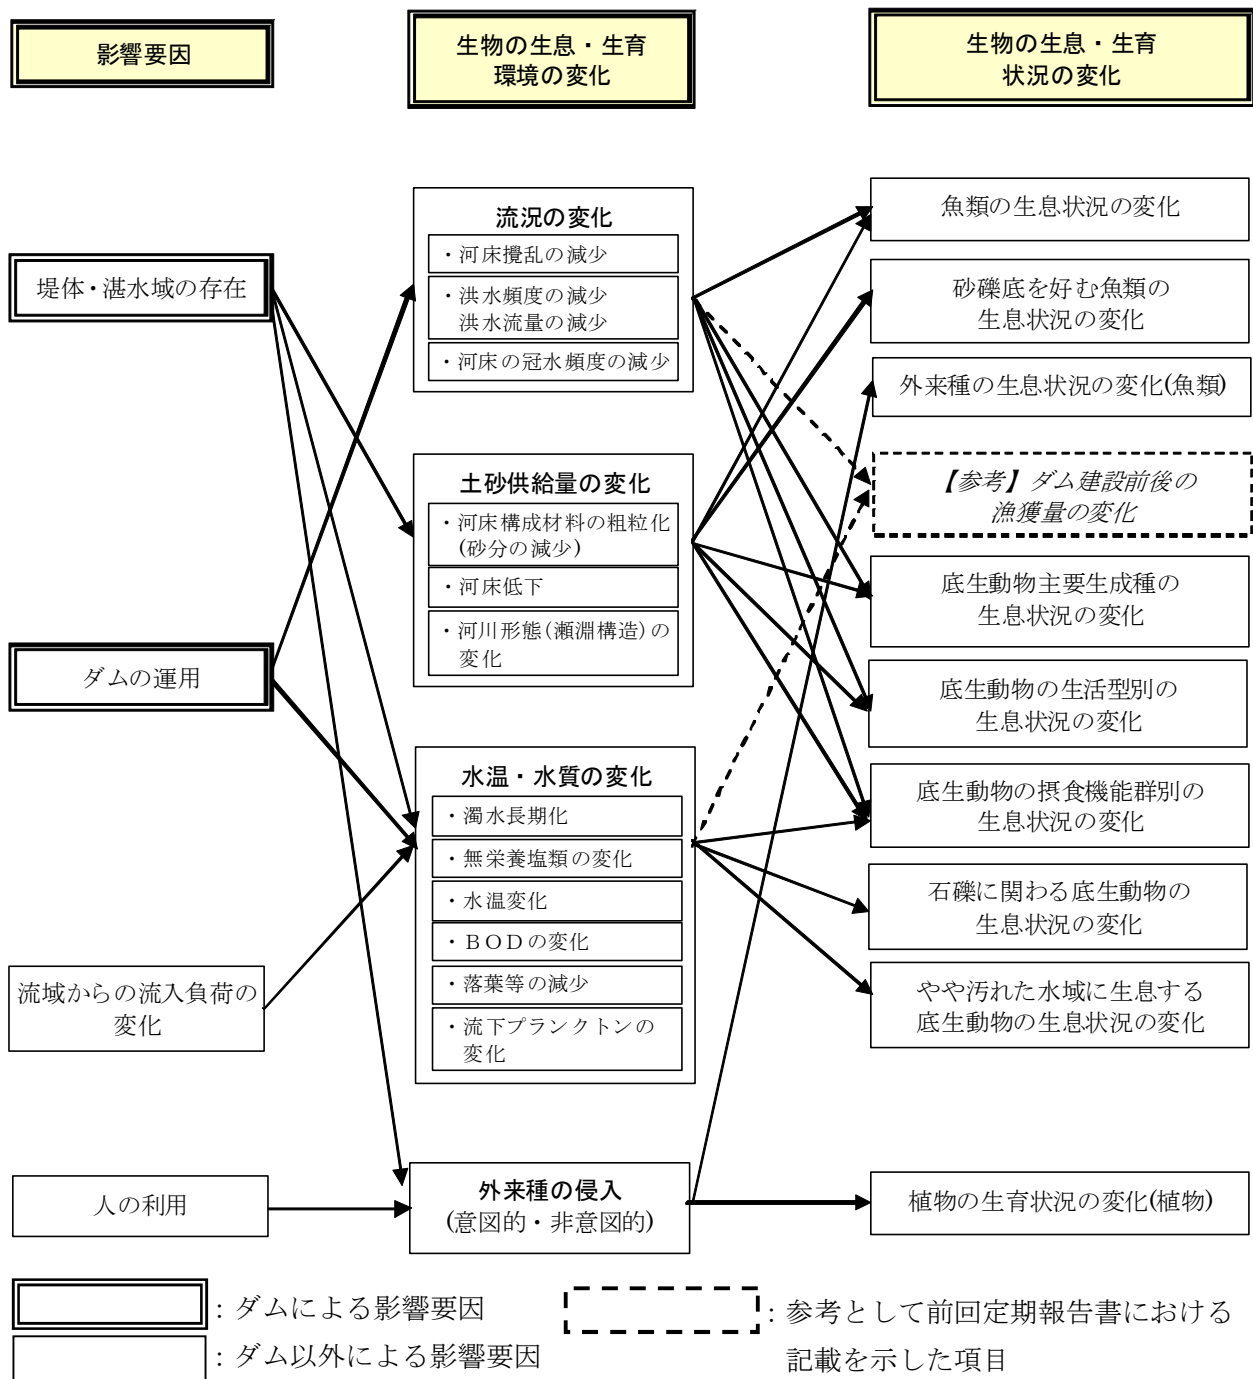 影響要因
生物の生息・生育
環境の変化
生物の生息・生育
状況の変化
堤体・湛水域の存在
ダムの運用
流域からの流入負荷の
変化
人の利用
流況の変化
・河床攪乱の減少
・洪水頻度の減少
洪水流量の減少
・河床の冠水頻度の減少
土砂供給量の変化
・河床構成材料の粗粒化
(砂分の減少)
・河床低下
・河川形態(瀬淵構造)の
変化
水温・水質の変化
・濁水長期化
・無栄養塩類の変化
・水温変化
・ＢＯＤの変化
・落葉等の減少
・流下プランクトンの
変化
外来種の侵入
(意図的・非意図的)
魚類の生息状況の変化
砂礫底を好む魚類の
生息状況の変化
外来種の生息状況の変化(魚類)
【参考】ダム建設前後の
漁獲量の変化
底生動物主要生成種の
生息状況の変化
底生動物の生活型別の
生息状況の変化
底生動物の摂食機能群別の
生息状況の変化
石礫に関わる底生動物の
生息状況の変化
やや汚れた水域に生息する
底生動物の生息状況の変化
植物の生育状況の変化(植物)
：ダムによる影響要因
：ダム以外による影響要因
：参考として前回定期報告書における
記載を示した項目